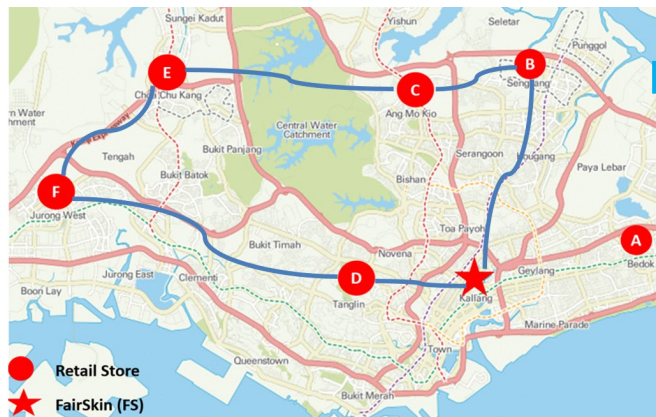 Sungei Kadut
Yishun
Seletar
Punggol
E
B
C
Choa Chu Kang
Sengkang
Ang Mo Kio
Water
Catchment
Central Water
Catchment
Serangoon
Hougang
Tengah
Bukit Panjang
Paya Lebar
Bishan
Bukit Batok
F
Jurong West
Toa Payoh
A
Bukit Timah
Novena
Bedok
D
Geylang
Jurong East
Clementi
Tanglin
Kallang
Boon Lay
Marine Parade
Town
Queenstown
Retail Store
Bukit Merah
FairSkin (FS)